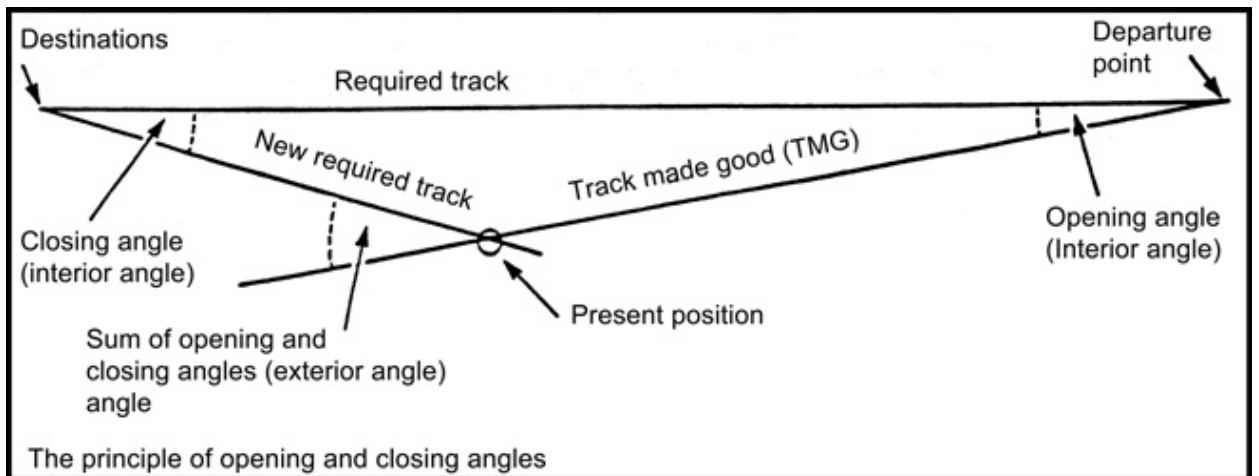 Destinations
Departure
point
Required track
New required track
Track made good (TMG)
Closing angle
(interior angle)
Opening angle
(Interior angle)
Present position
Sum of opening and
closing angles (exterior angle)
angle
The principle of opening and closing angles